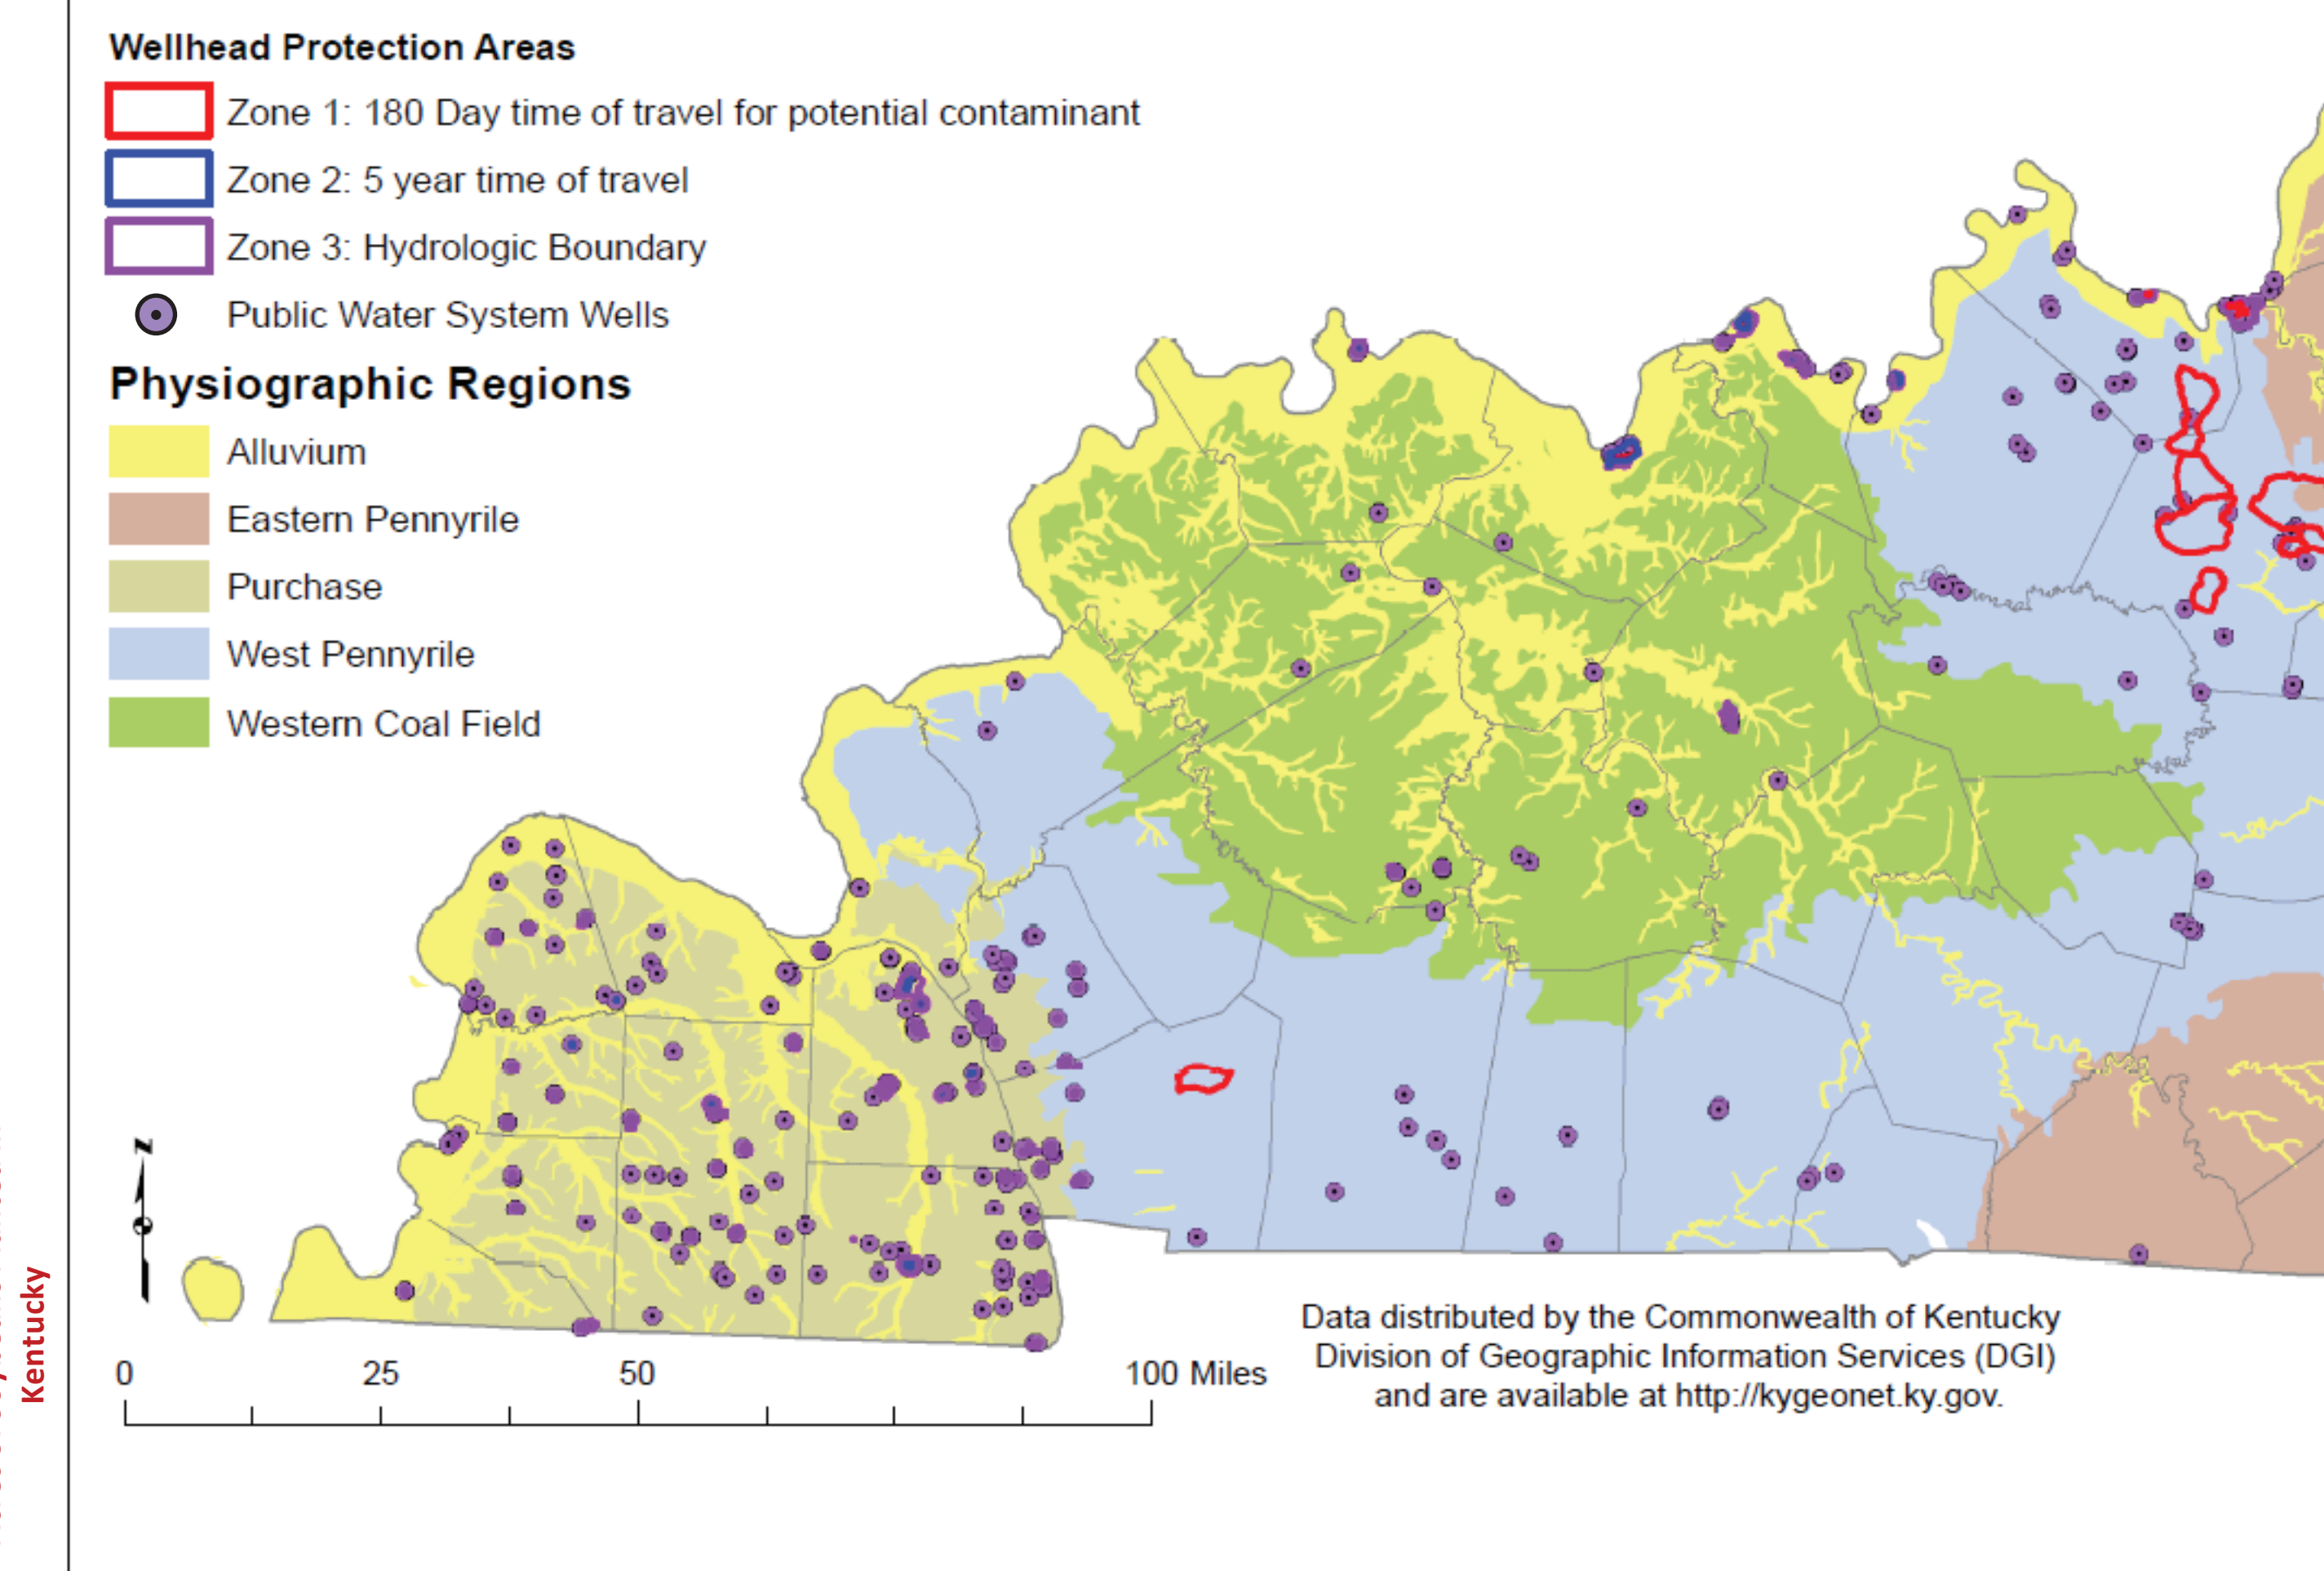 Wellhead Protection Areas
Zone 1: 180 Day time of travel for potential contaminant
Zone 2: 5 year time of travel
Zone 3: Hydrologic Boundary
Public Water System Wells
Physiographic Regions
Alluvium
Eastern Pennyrile
Purchase
West Pennyrile
Western Coal Field
N
0 25 50 100 Miles
Data distributed by the Commonwealth of Kentucky
Division of Geographic Information Services (DGI)
and are available at http://kygeonet.ky.gov.
Kentucky